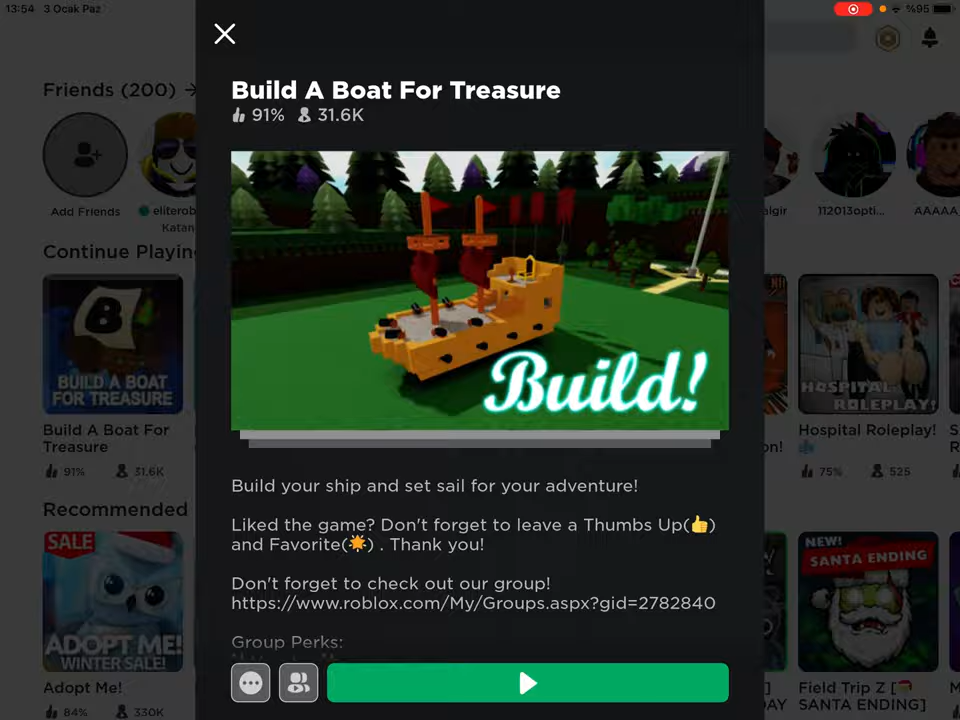 13:54 3 Ocak Paz
%95
Friends (200) →
Build A Boat For Treasure
91% 31.6K
Build!
Add Friends
eliterob
Katan
algir
112013opti...
AAAAA
Continue Playin
B
BUILD A BOAT
FOR TREASURE
HOSPITAL
ROLEPLAY!
Build A Boat For
Treasure
91% 31.6K
on!
Hospital Roleplay!
75% 525
Build your ship and set sail for your adventure!
Liked the game? Don't forget to leave a Thumbs Up(👍)
and Favorite(🌟) . Thank you!
Don't forget to check out our group!
https://www.roblox.com/My/Groups.aspx?gid=2782840
Group Perks:
Recommended
SALE
ADOPT ME!
WINTER SALE!
Adopt Me!
84% 330K
NEW!
SANTA ENDING
Field Trip Z [🎅
SANTA ENDING]
DAY